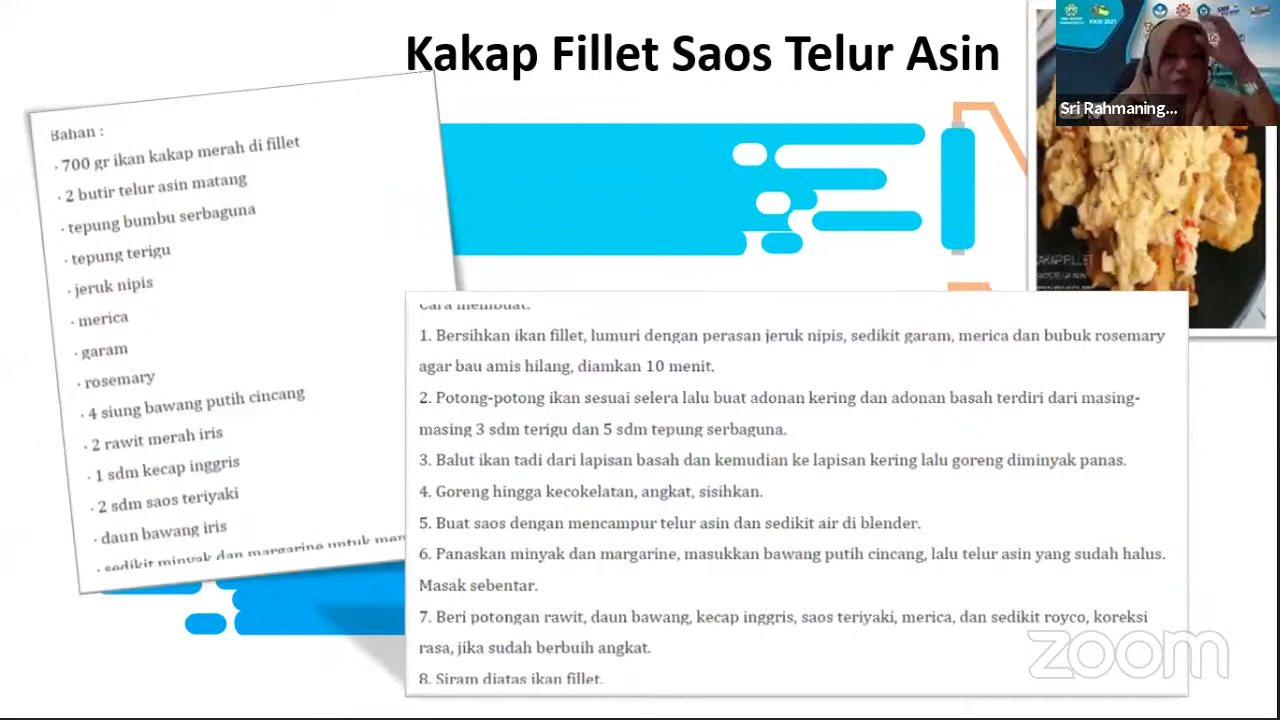 Kakap Fillet Saos Telur Asin
Sri Rahmaning...
Bahan :
· 700 gr ikan kakap merah di fillet
· 2 butir telur asin matang
· tepung bumbu serbaguna
· tepung terigu
· jeruk nipis
· merica
· garam
· rosemary
· 4 siung bawang putih cincang
· 2 rawit merah iris
· 1 sdm kecap inggris
· 2 sdm saos teriyaki
· daun bawang iris
· sedikit minyak dan margarine untuk
Cara membuat:
1. Bersihkan ikan fillet, lumuri dengan perasan jeruk nipis, sedikit garam, merica dan bubuk rosemary
agar bau amis hilang, diamkan 10 menit.
2. Potong-potong ikan sesuai selera lalu buat adonan kering dan adonan basah terdiri dari masing-
masing 3 sdm terigu dan 5 sdm tepung serbaguna.
3. Balut ikan tadi dari lapisan basah dan kemudian ke lapisan kering lalu goreng diminyak panas.
4. Goreng hingga kecokelatan, angkat, sisihkan.
5. Buat saos dengan mencampur telur asin dan sedikit air di blender.
6. Panaskan minyak dan margarine, masukkan bawang putih cincang, lalu telur asin yang sudah halus.
Masak sebentar.
7. Beri potongan rawit, daun bawang, kecap inggris, saos teriyaki, merica, dan sedikit royco, koreksi
rasa, jika sudah berbuih angkat.
8. Siram diatas ikan fillet.
zoom